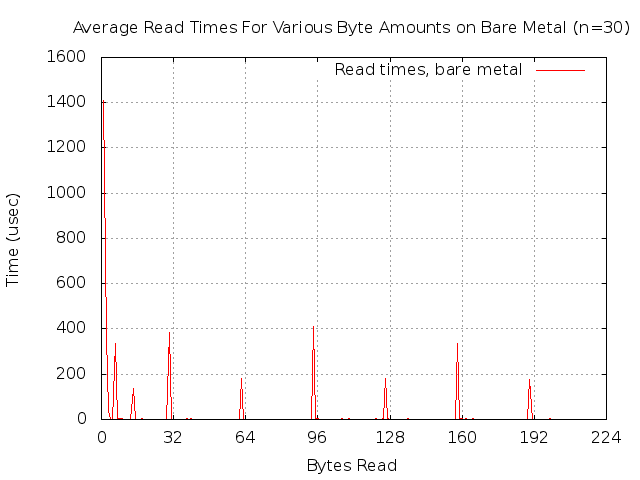 Average Read Times For Various Byte Amounts on Bare Metal (n=30)
Read times, bare metal
1600
1400
1200
1000
800
600
400
200
0
Time (usec)
0 32 64 96 128 160 192 224
Bytes Read